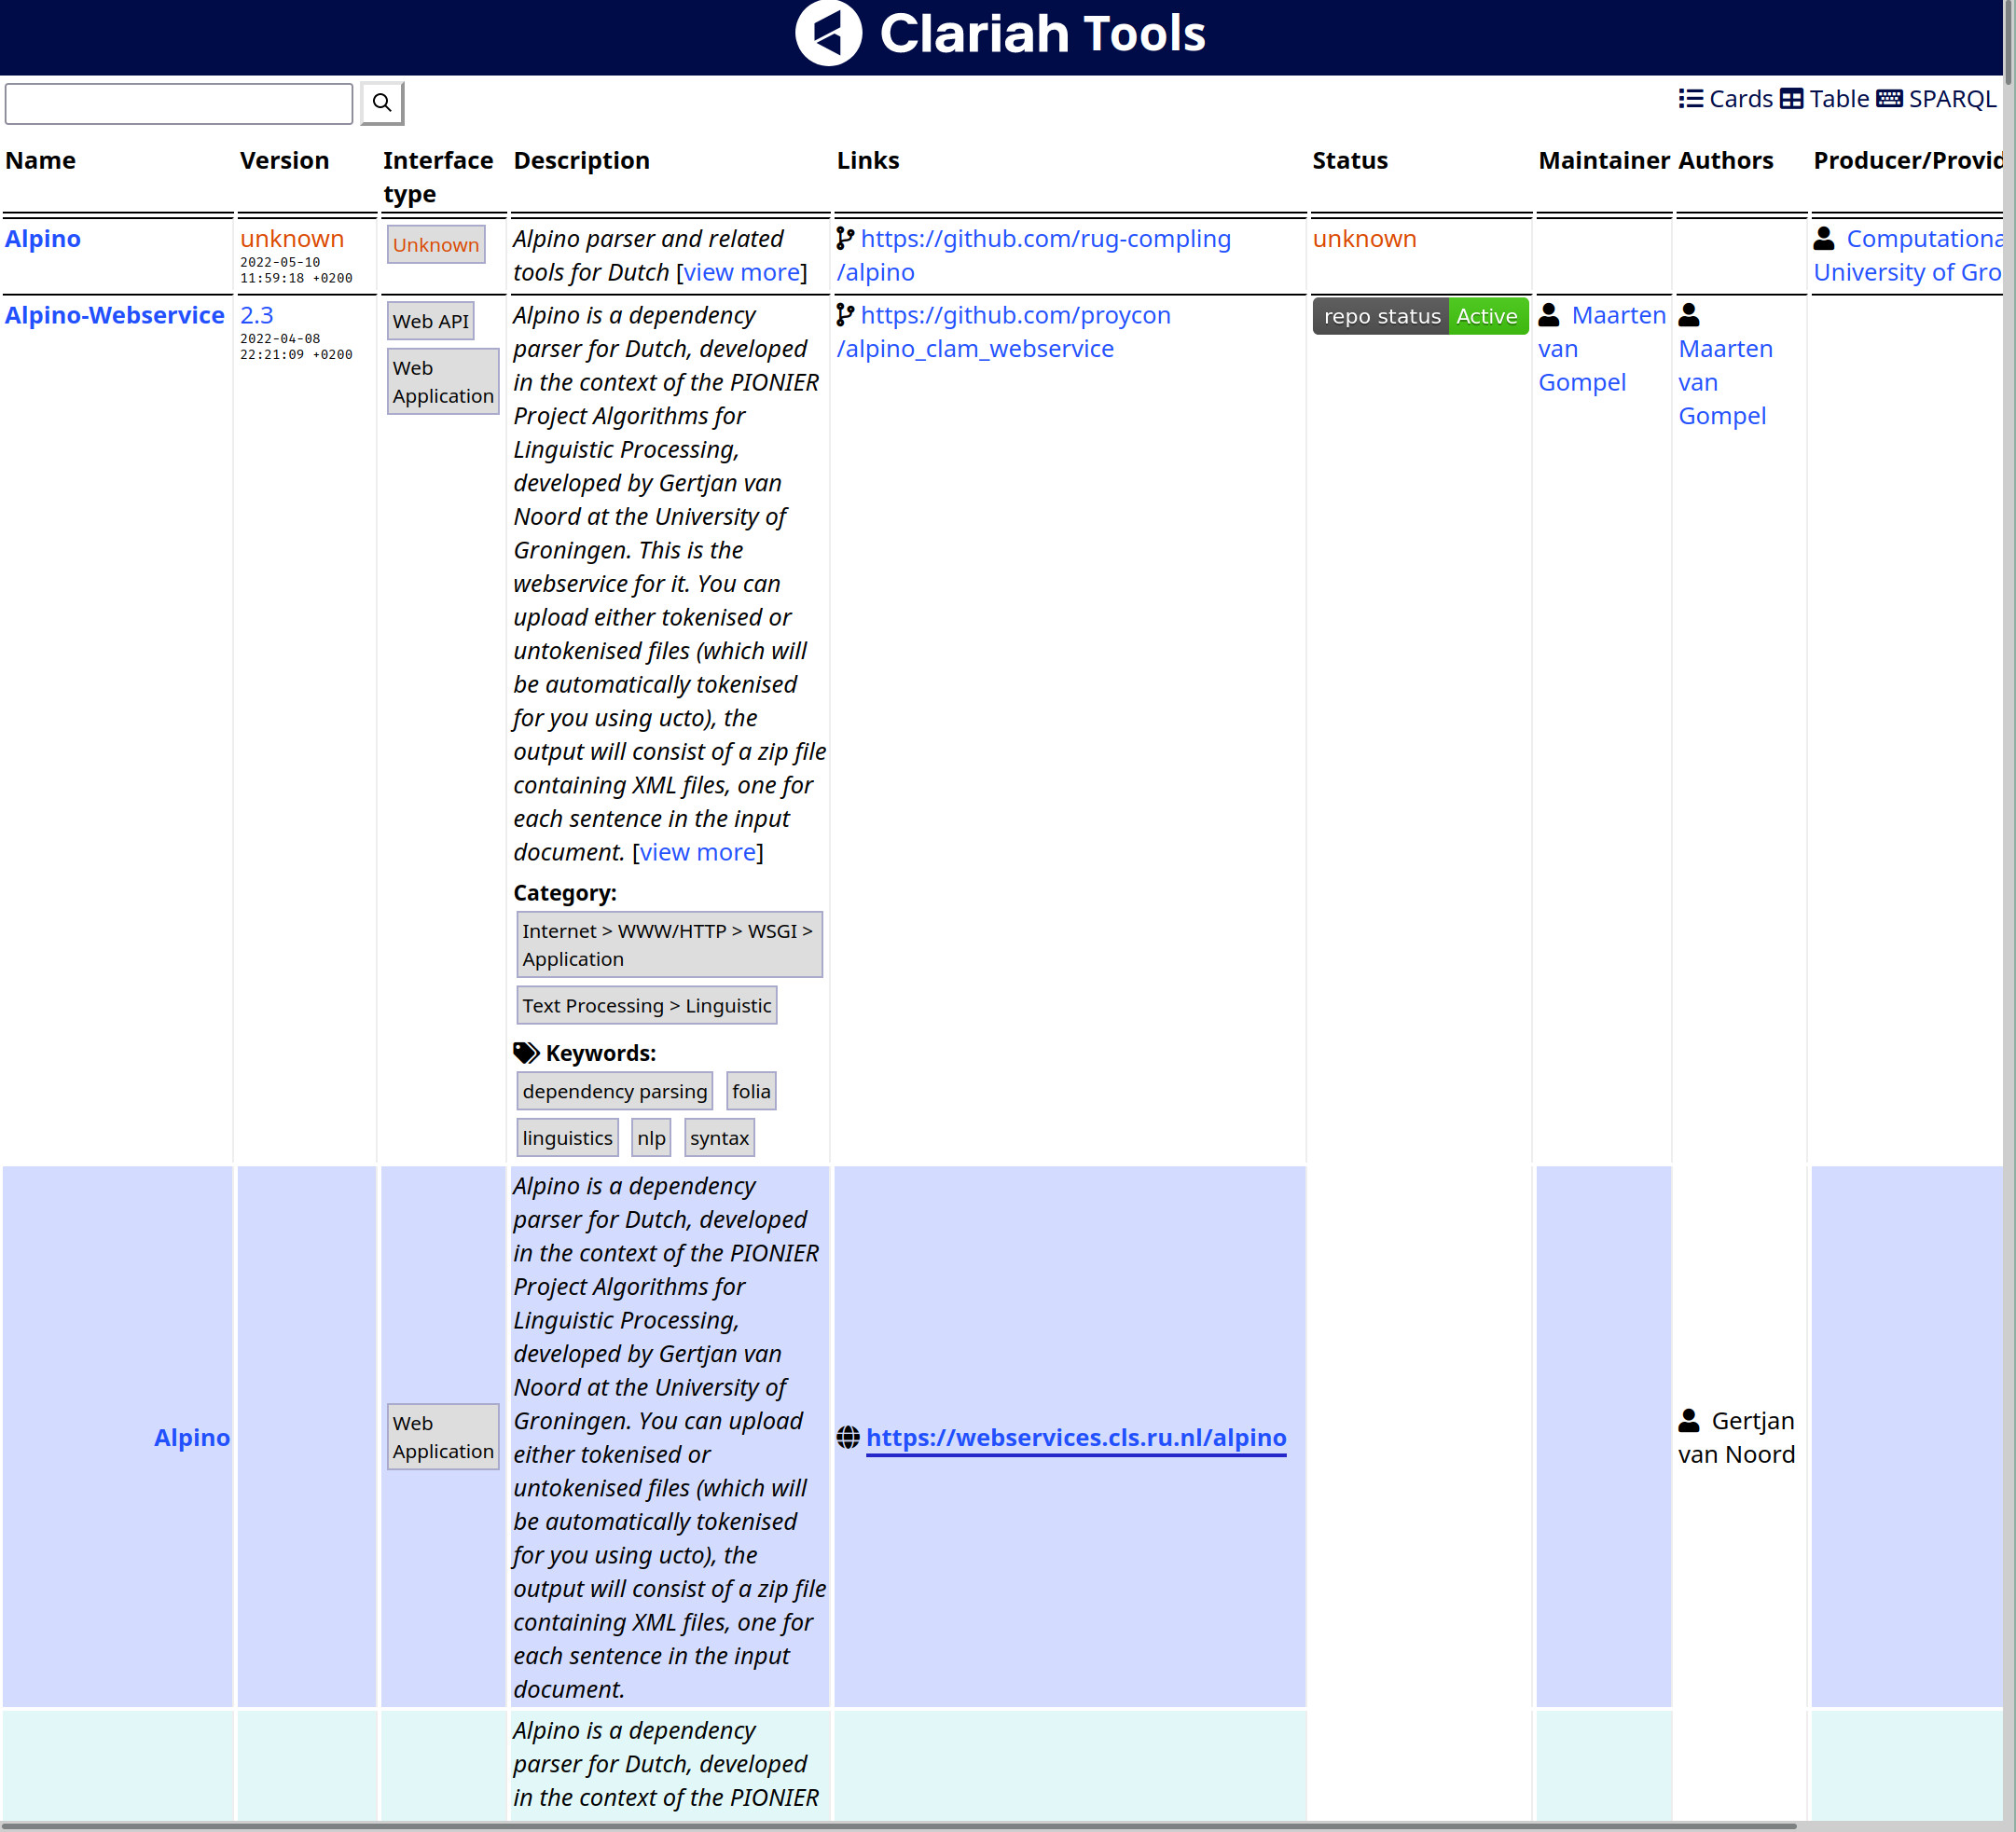 Clariah Tools
Cards Table SPARQL
Name Version Interface type Description Links Status Maintainer Authors Producer/Provid
Alpino
unknown
2022-05-10
11:59:18 +0200
Unknown
Alpino parser and related
tools for Dutch [view more]
https://github.com/rug-compling
/alpino
unknown
Computationa
University of Gro
Alpino-Webservice
2.3
2022-04-08
22:21:09 +0200
Web API
Web
Application
Alpino is a dependency
parser for Dutch, developed
in the context of the PIONIER
Project Algorithms for
Linguistic Processing,
developed by Gertjan van
Noord at the University of
Groningen. This is the
webservice for it. You can
upload either tokenised or
untokenised files (which will
be automatically tokenised
for you using ucto), the
output will consist of a zip file
containing XML files, one for
each sentence in the input
document. [view more]
Category:
Internet > WWW/HTTP > WSGI >
Application
Text Processing > Linguistic
Keywords:
dependency parsing folia
linguistics nlp syntax
https://github.com/proycon
/alpino_clam_webservice
repo status Active
Maarten
van
Gompel
Maarten
van
Gompel
Alpino
Web
Application
Alpino is a dependency
parser for Dutch, developed
in the context of the PIONIER
Project Algorithms for
Linguistic Processing,
developed by Gertjan van
Noord at the University of
Groningen. You can upload
either tokenised or
untokenised files (which will
be automatically tokenised
for you using ucto), the
output will consist of a zip file
containing XML files, one for
each sentence in the input
document.
https://webservices.cls.ru.nl/alpino
Gertjan
van Noord
Alpino is a dependency
parser for Dutch, developed
in the context of the PIONIER